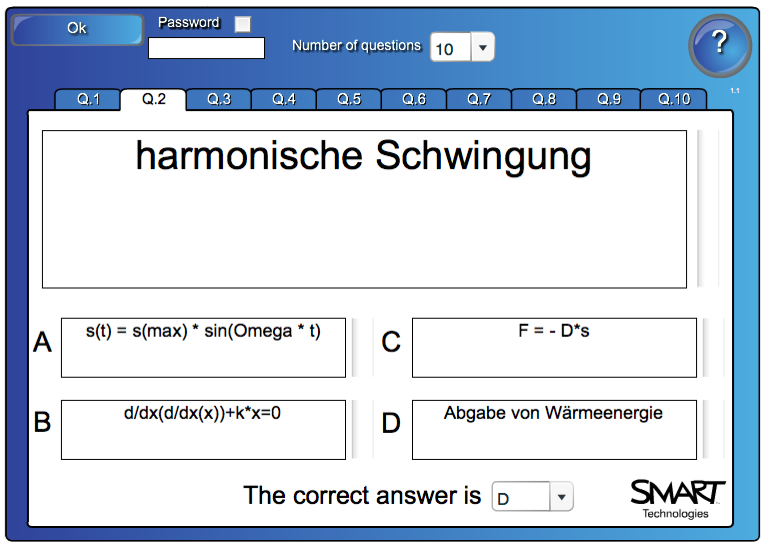 Ok
Password
Number of questions 10
?
1.1
Q.1 Q.2 Q.3 Q.4 Q.5 Q.6 Q.7 Q.8 Q.9 Q.10
harmonische Schwingung
A s(t) = s(max) * sin(Omega * t)
C F = - D*s
B d/dx(d/dx(x))+k*x=0
D Abgabe von Wärmeenergie
The correct answer is D
SMART
Technologies